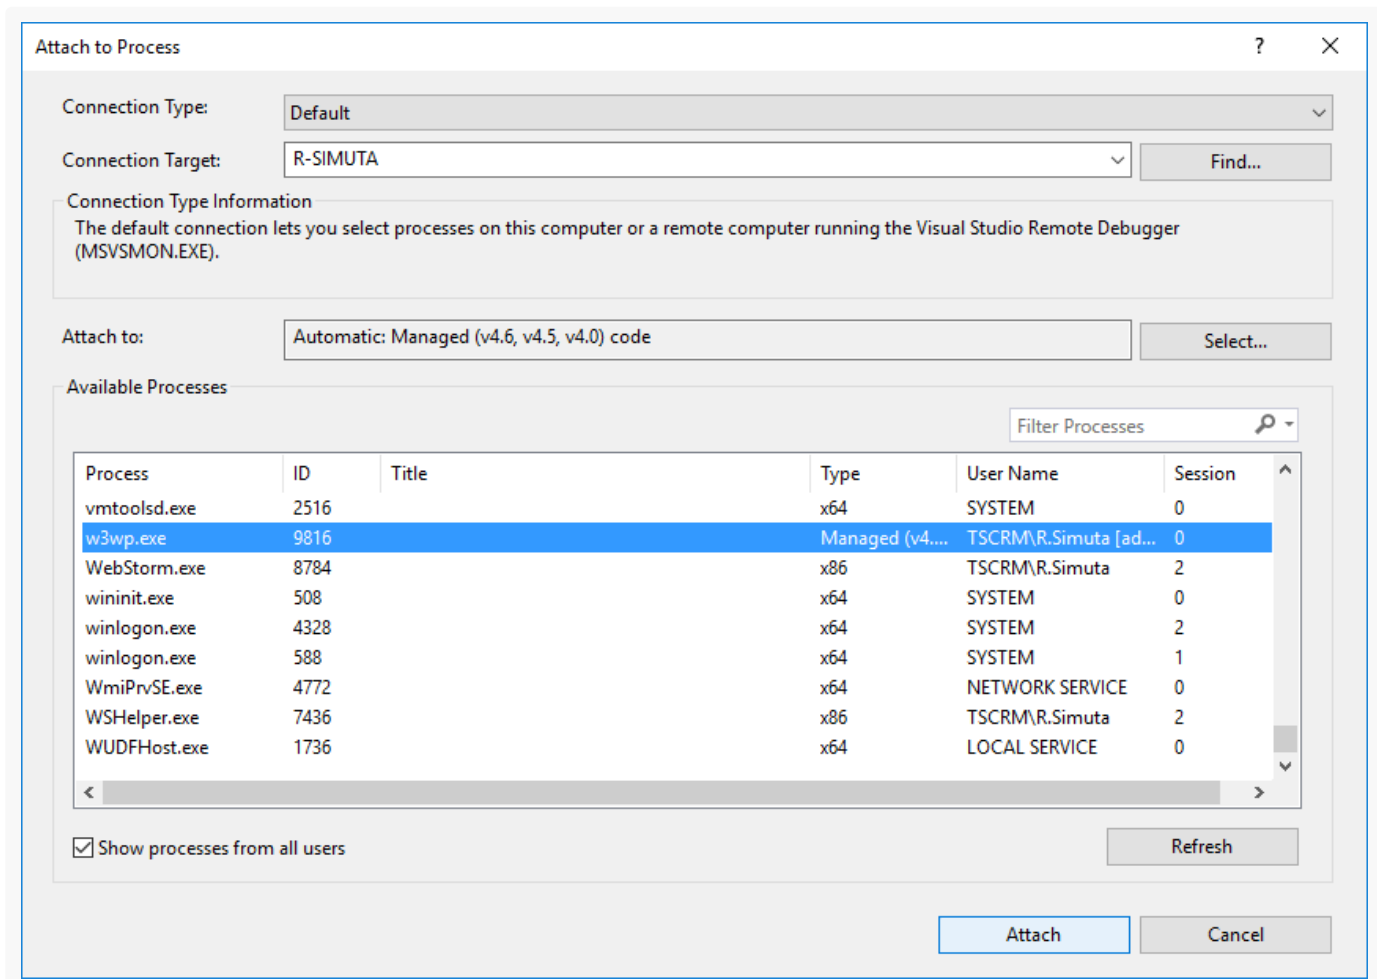 Attach to Process ?
Connection Type: Default
Connection Target: R-SIMUTA Find...
Connection Type Information
The default connection lets you select processes on this computer or a remote computer running the Visual Studio Remote Debugger
(MSVSMON.EXE).
Attach to: Automatic: Managed (v4.6, v4.5, v4.0) code Select...
Available Processes
Filter Processes
Process ID Title Type User Name Session
vmtoolsd.exe 2516 x64 SYSTEM 0
w3wp.exe 9816 Managed (v4.... TSCRM\R.Simuta [ad... 0
WebStorm.exe 8784 x86 TSCRM\R.Simuta 2
wininit.exe 508 x64 SYSTEM 0
winlogon.exe 4328 x64 SYSTEM 2
winlogon.exe 588 x64 SYSTEM 1
WmiPrvSE.exe 4772 x64 NETWORK SERVICE 0
WSHelper.exe 7436 x86 TSCRM\R.Simuta 2
WUDFHost.exe 1736 x64 LOCAL SERVICE 0
Show processes from all users Refresh
Attach Cancel